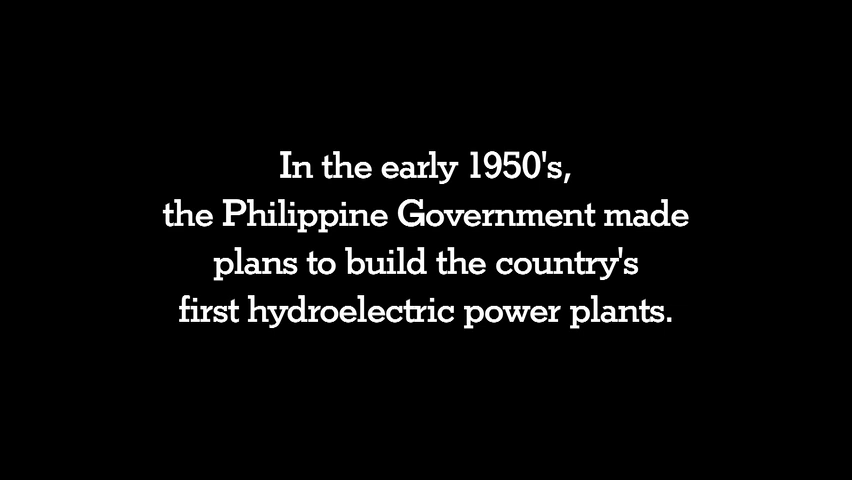 In the early 1950's,
the Philippine Government made
plans to build the country's
first hydroelectric power plants.